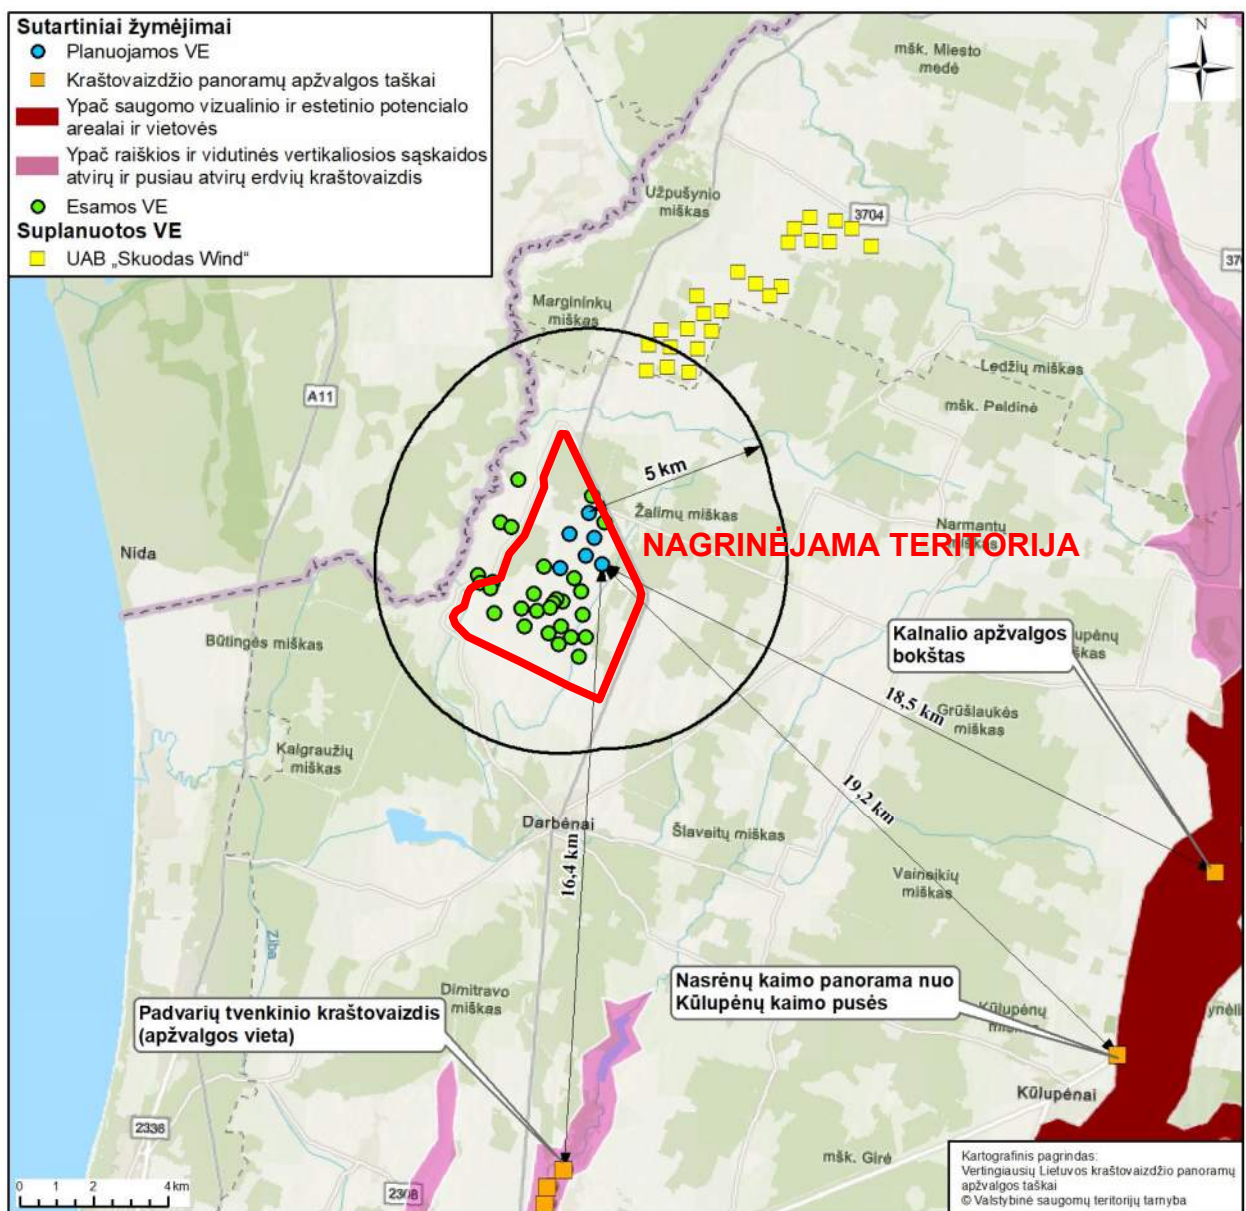 Sutartiniai žymėjimai
Planuojamos VE
Kraštovaizdžio panoramų apžvalgos taškai
Ypač saugomo vizualinio ir estetinio potencialo
arealai ir vietovės
Ypač raiškios ir vidutinės vertikaliosios sąskaidos
atvirų ir pusiau atvirų erdvių kraštovaizdis
Esamos VE
Suplanuotos VE
UAB „Skuodas Wind“
N
mšk. Miesto
medė
Užpušynio
miškas
3704
Margininkų
miškas
Ledžių miškas
mšk. Peldinė
A11
5 km
Žalimų miškas
Narmantų
miškas
NAGRINĖJAMA TERITORIJA
Nida
Būtingės miškas
Kalnalio apžvalgos
bokštas
18,5 km
Grūšlaukės
miškas
Kalgraužių
miškas
19,2 km
Darbėnai
Šlaveitų miškas
16,4 km
Vaineikių
miškas
Dimitravo
miškas
Nasrėnų kaimo panorama nuo
Kūlupėnų kaimo pusės
Kūlupėnų
Padvarių tvenkinio kraštovaizdis
(apžvalgos vieta)
Kūlupėnai
2336
mšk. Girė
2308
0 1 2 4 km
Kartografinis pagrindas:
Vertingiausių Lietuvos kraštovaizdžio panoramų
apžvalgos taškai
© Valstybinė saugomų teritorijų tarnyba